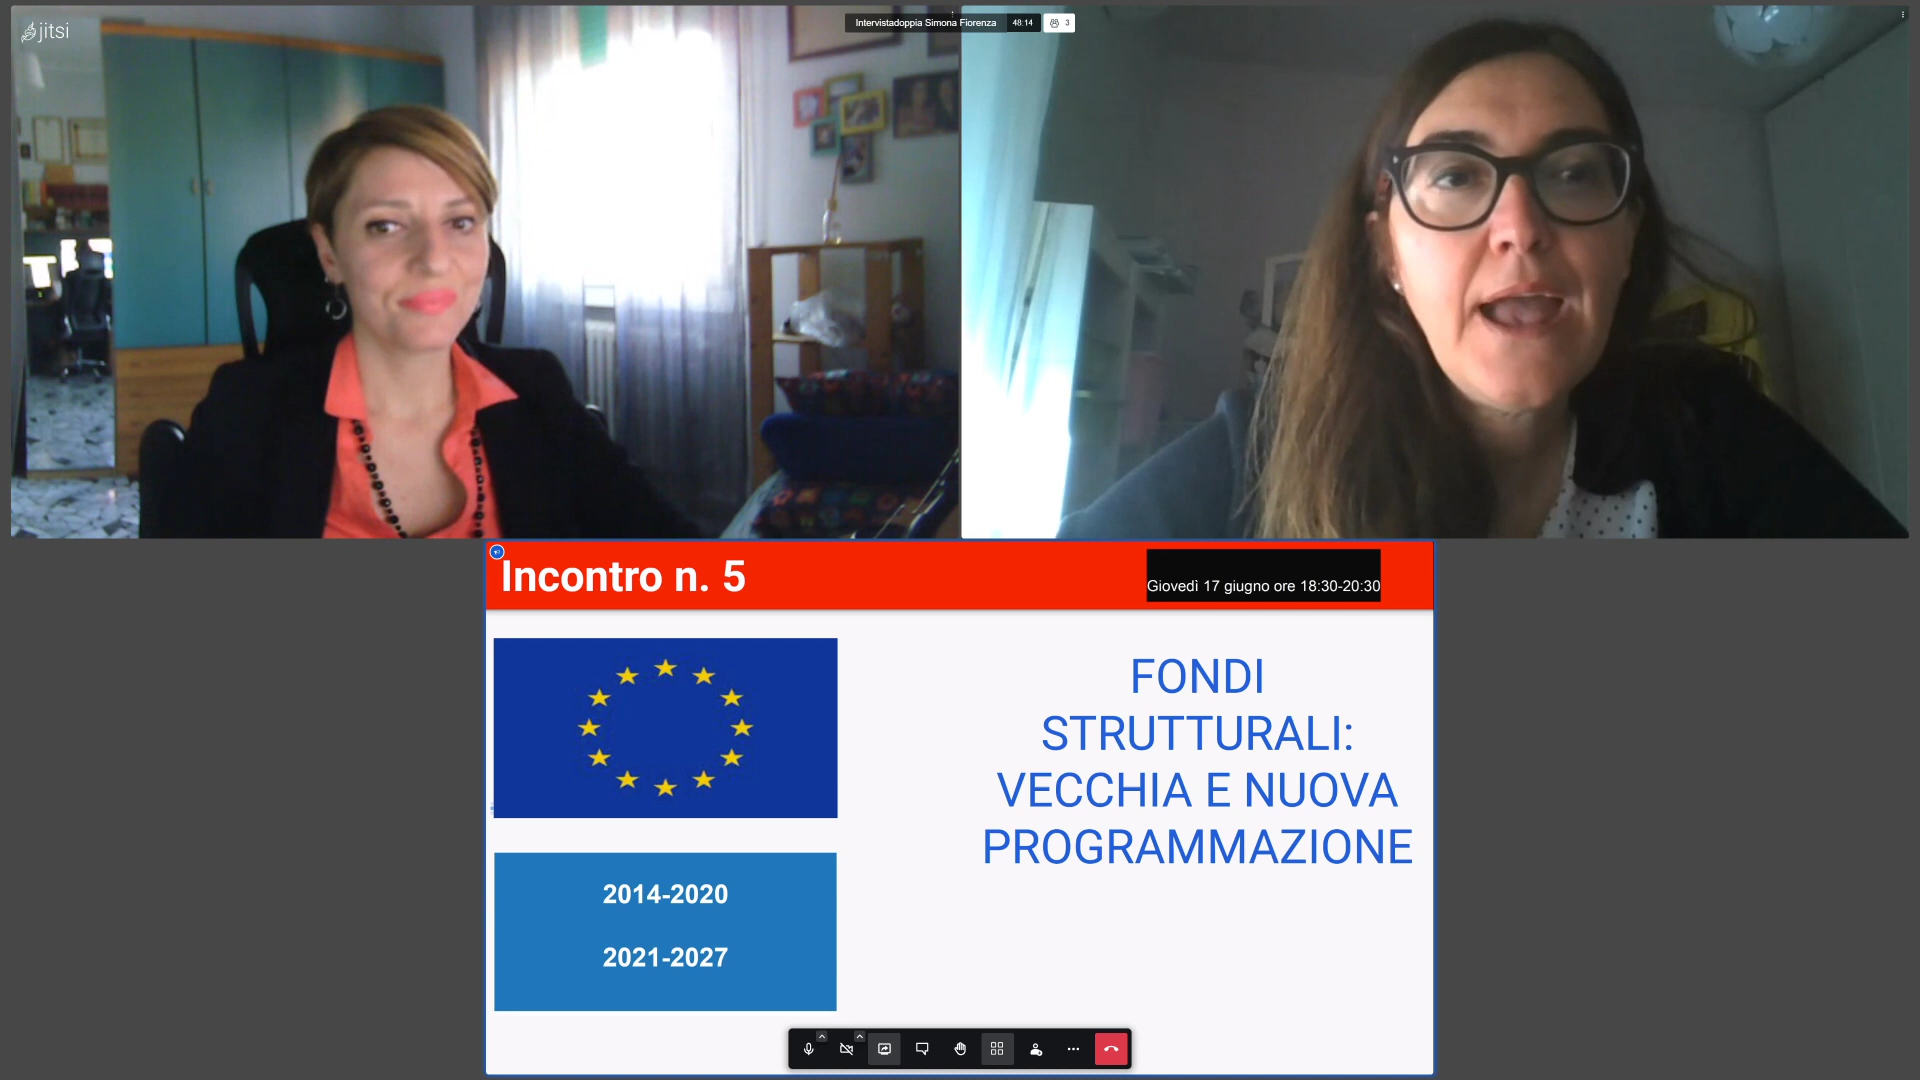 jitsi
Intervistadoppia Simona Fiorenza
48:14
3
Incontro n. 5
Giovedì 17 giugno ore 18:30-20:30
FONDI
STRUTTURALI:
VECCHIA E NUOVA
PROGRAMMAZIONE
2014-2020
2021-2027